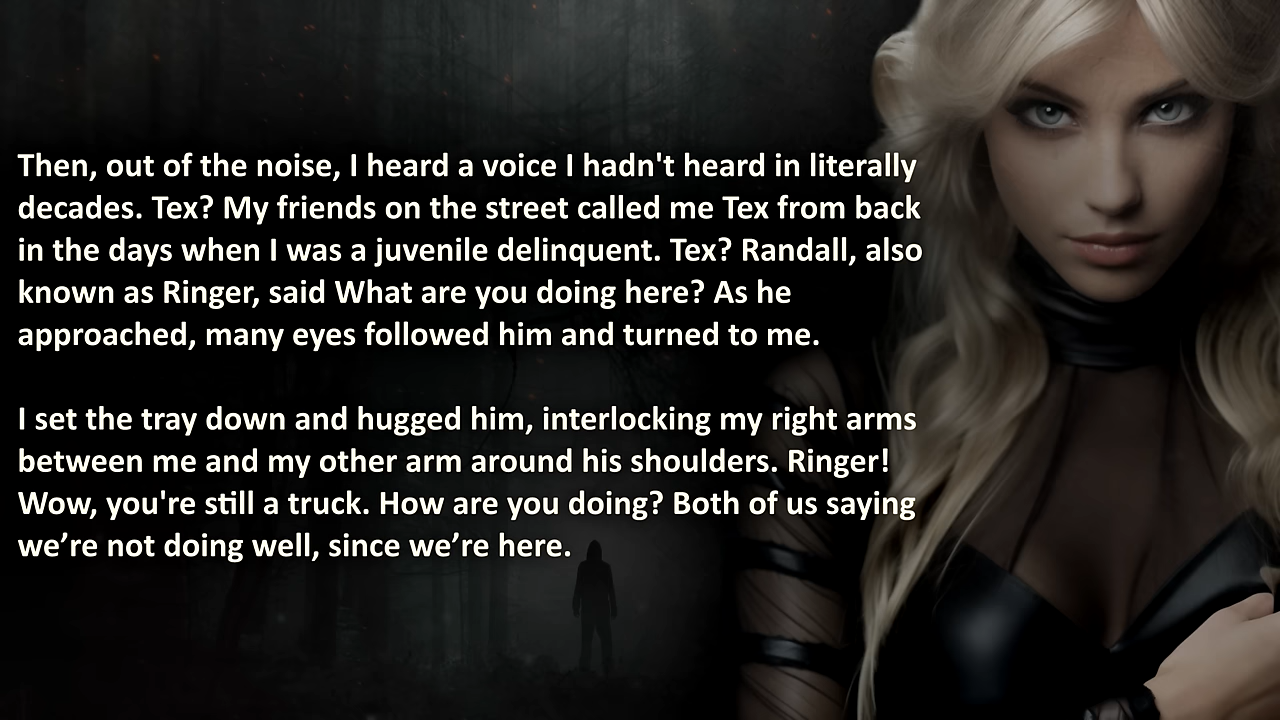 Then, out of the noise, I heard a voice I hadn't heard in literally
decades. Tex? My friends on the street called me Tex from back
in the days when I was a juvenile delinquent. Tex? Randall, also
known as Ringer, said What are you doing here? As he
approached, many eyes followed him and turned to me.
I set the tray down and hugged him, interlocking my right arms
between me and my other arm around his shoulders. Ringer!
Wow, you're still a truck. How are you doing? Both of us saying
we’re not doing well, since we’re here.